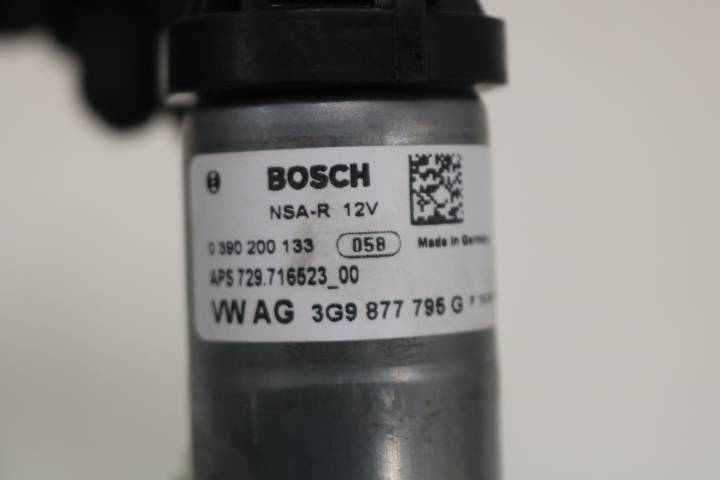 BOSCH
NSA-R 12V
0 390 200 133 058 Made in Germany
APS 729.716523_00
VW AG 3G9 877 795 G